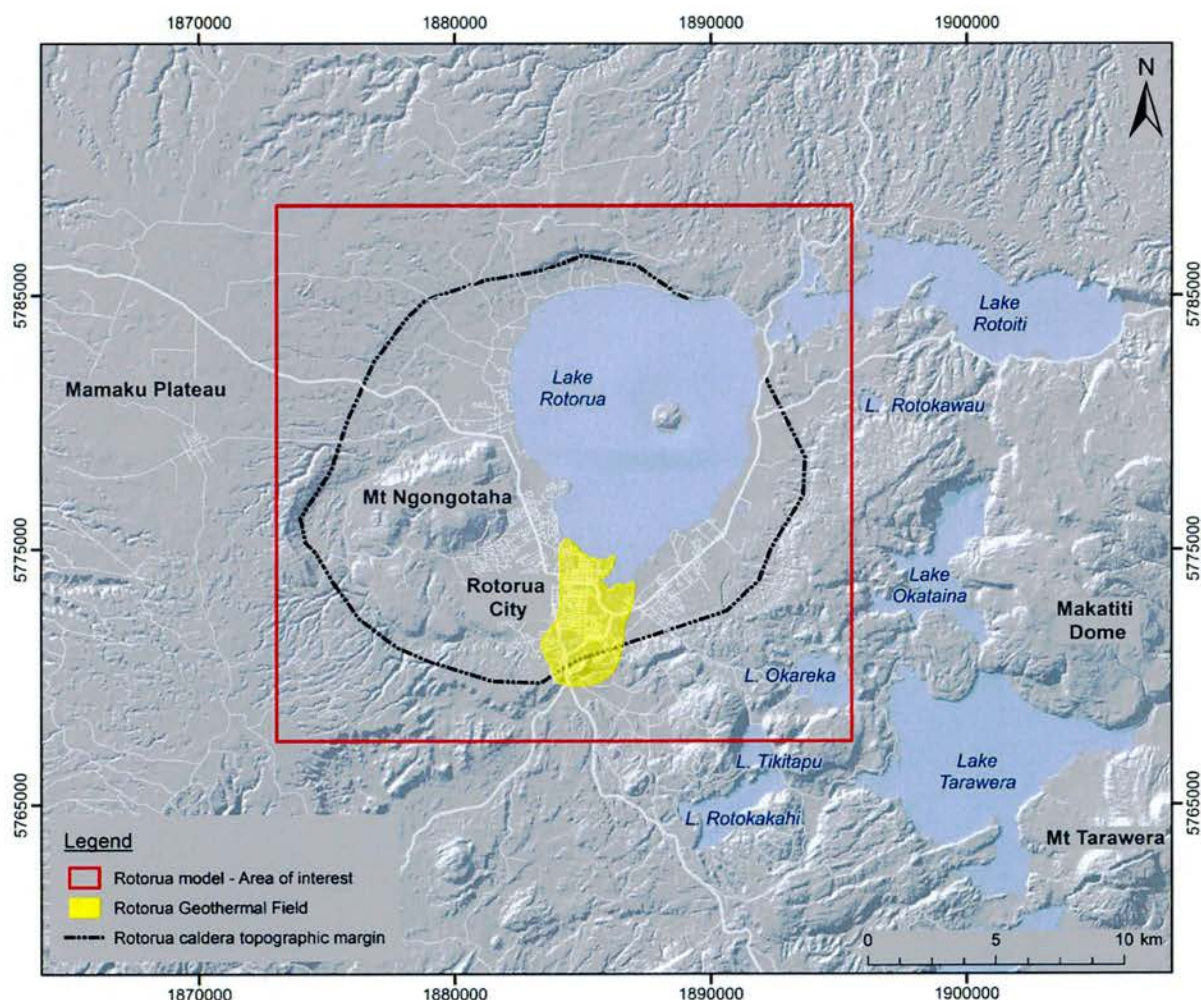 1870000
1880000
1890000
1900000
N
5785000
5785000
Lake
Rotoiti
Mamaku Plateau
Lake
Rotorua
L. Rotokawau
Mt Ngongotaha
5775000
5775000
Rotorua
City
Lake
Okataina
Makatiti
Dome
L. Okareka
L. Tikitapu
Lake
Tarawera
5765000
5765000
L. Rotokakahi
Mt Tarawera
Legend
Rotorua model - Area of interest
Rotorua Geothermal Field
Rotorua caldera topographic margin
0
5
10 km
1870000
1880000
1890000
1900000